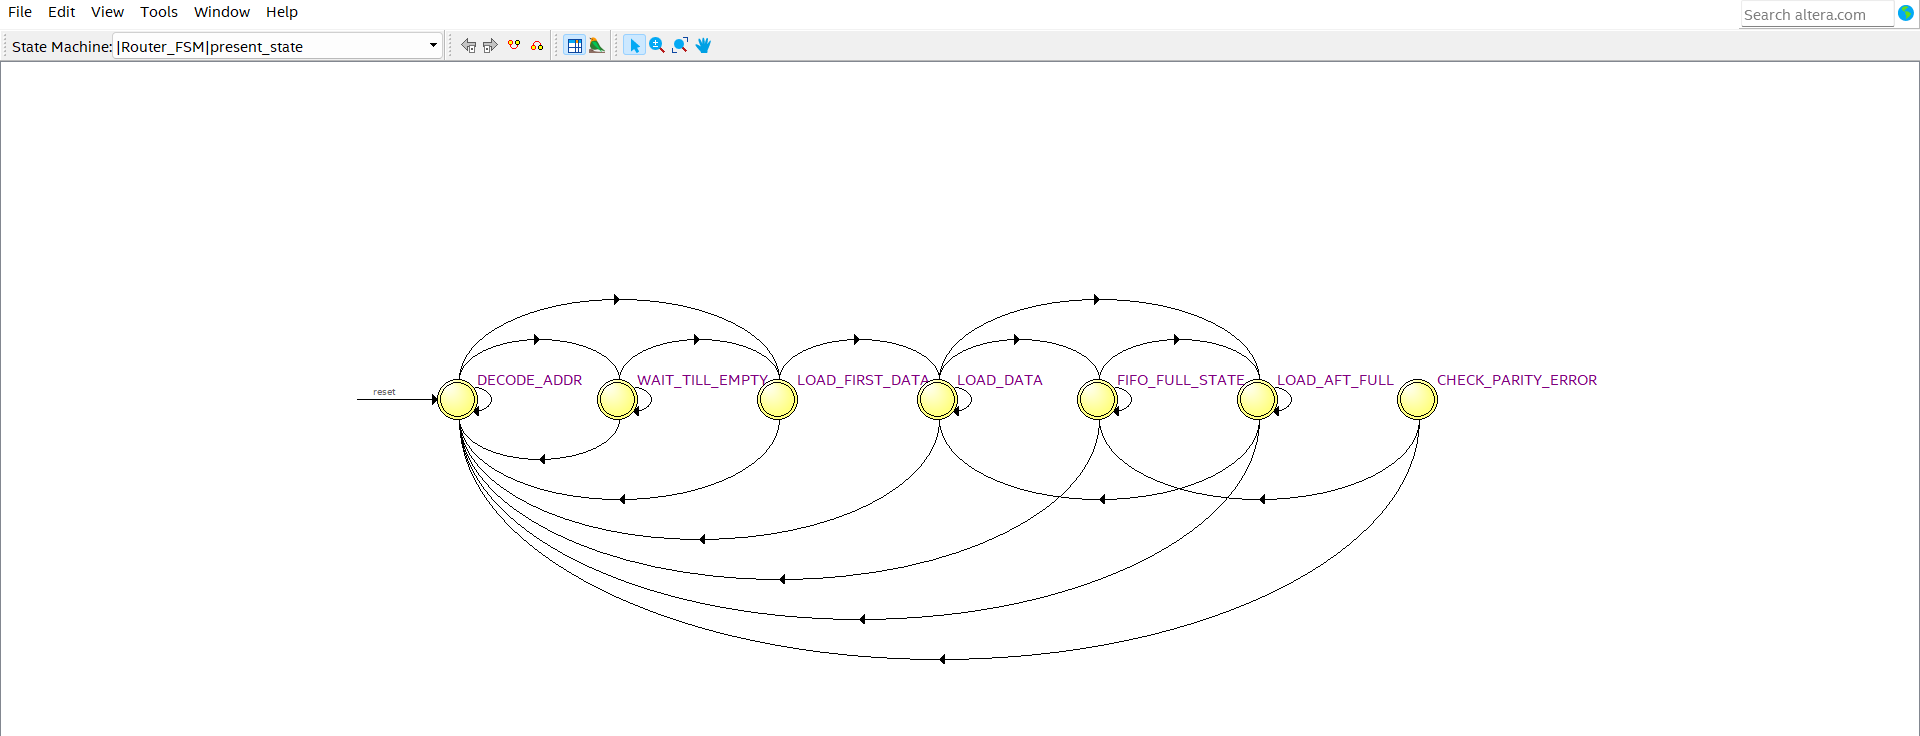 File Edit View Tools Window Help
Search altera.com
State Machine: |Router_FSM|present_state
DECODE_ADDR WAIT_TILL_EMPTY LOAD_FIRST_DATA LOAD_DATA FIFO_FULL_STATE LOAD_AFT_FULL CHECK_PARITY_ERROR
reset